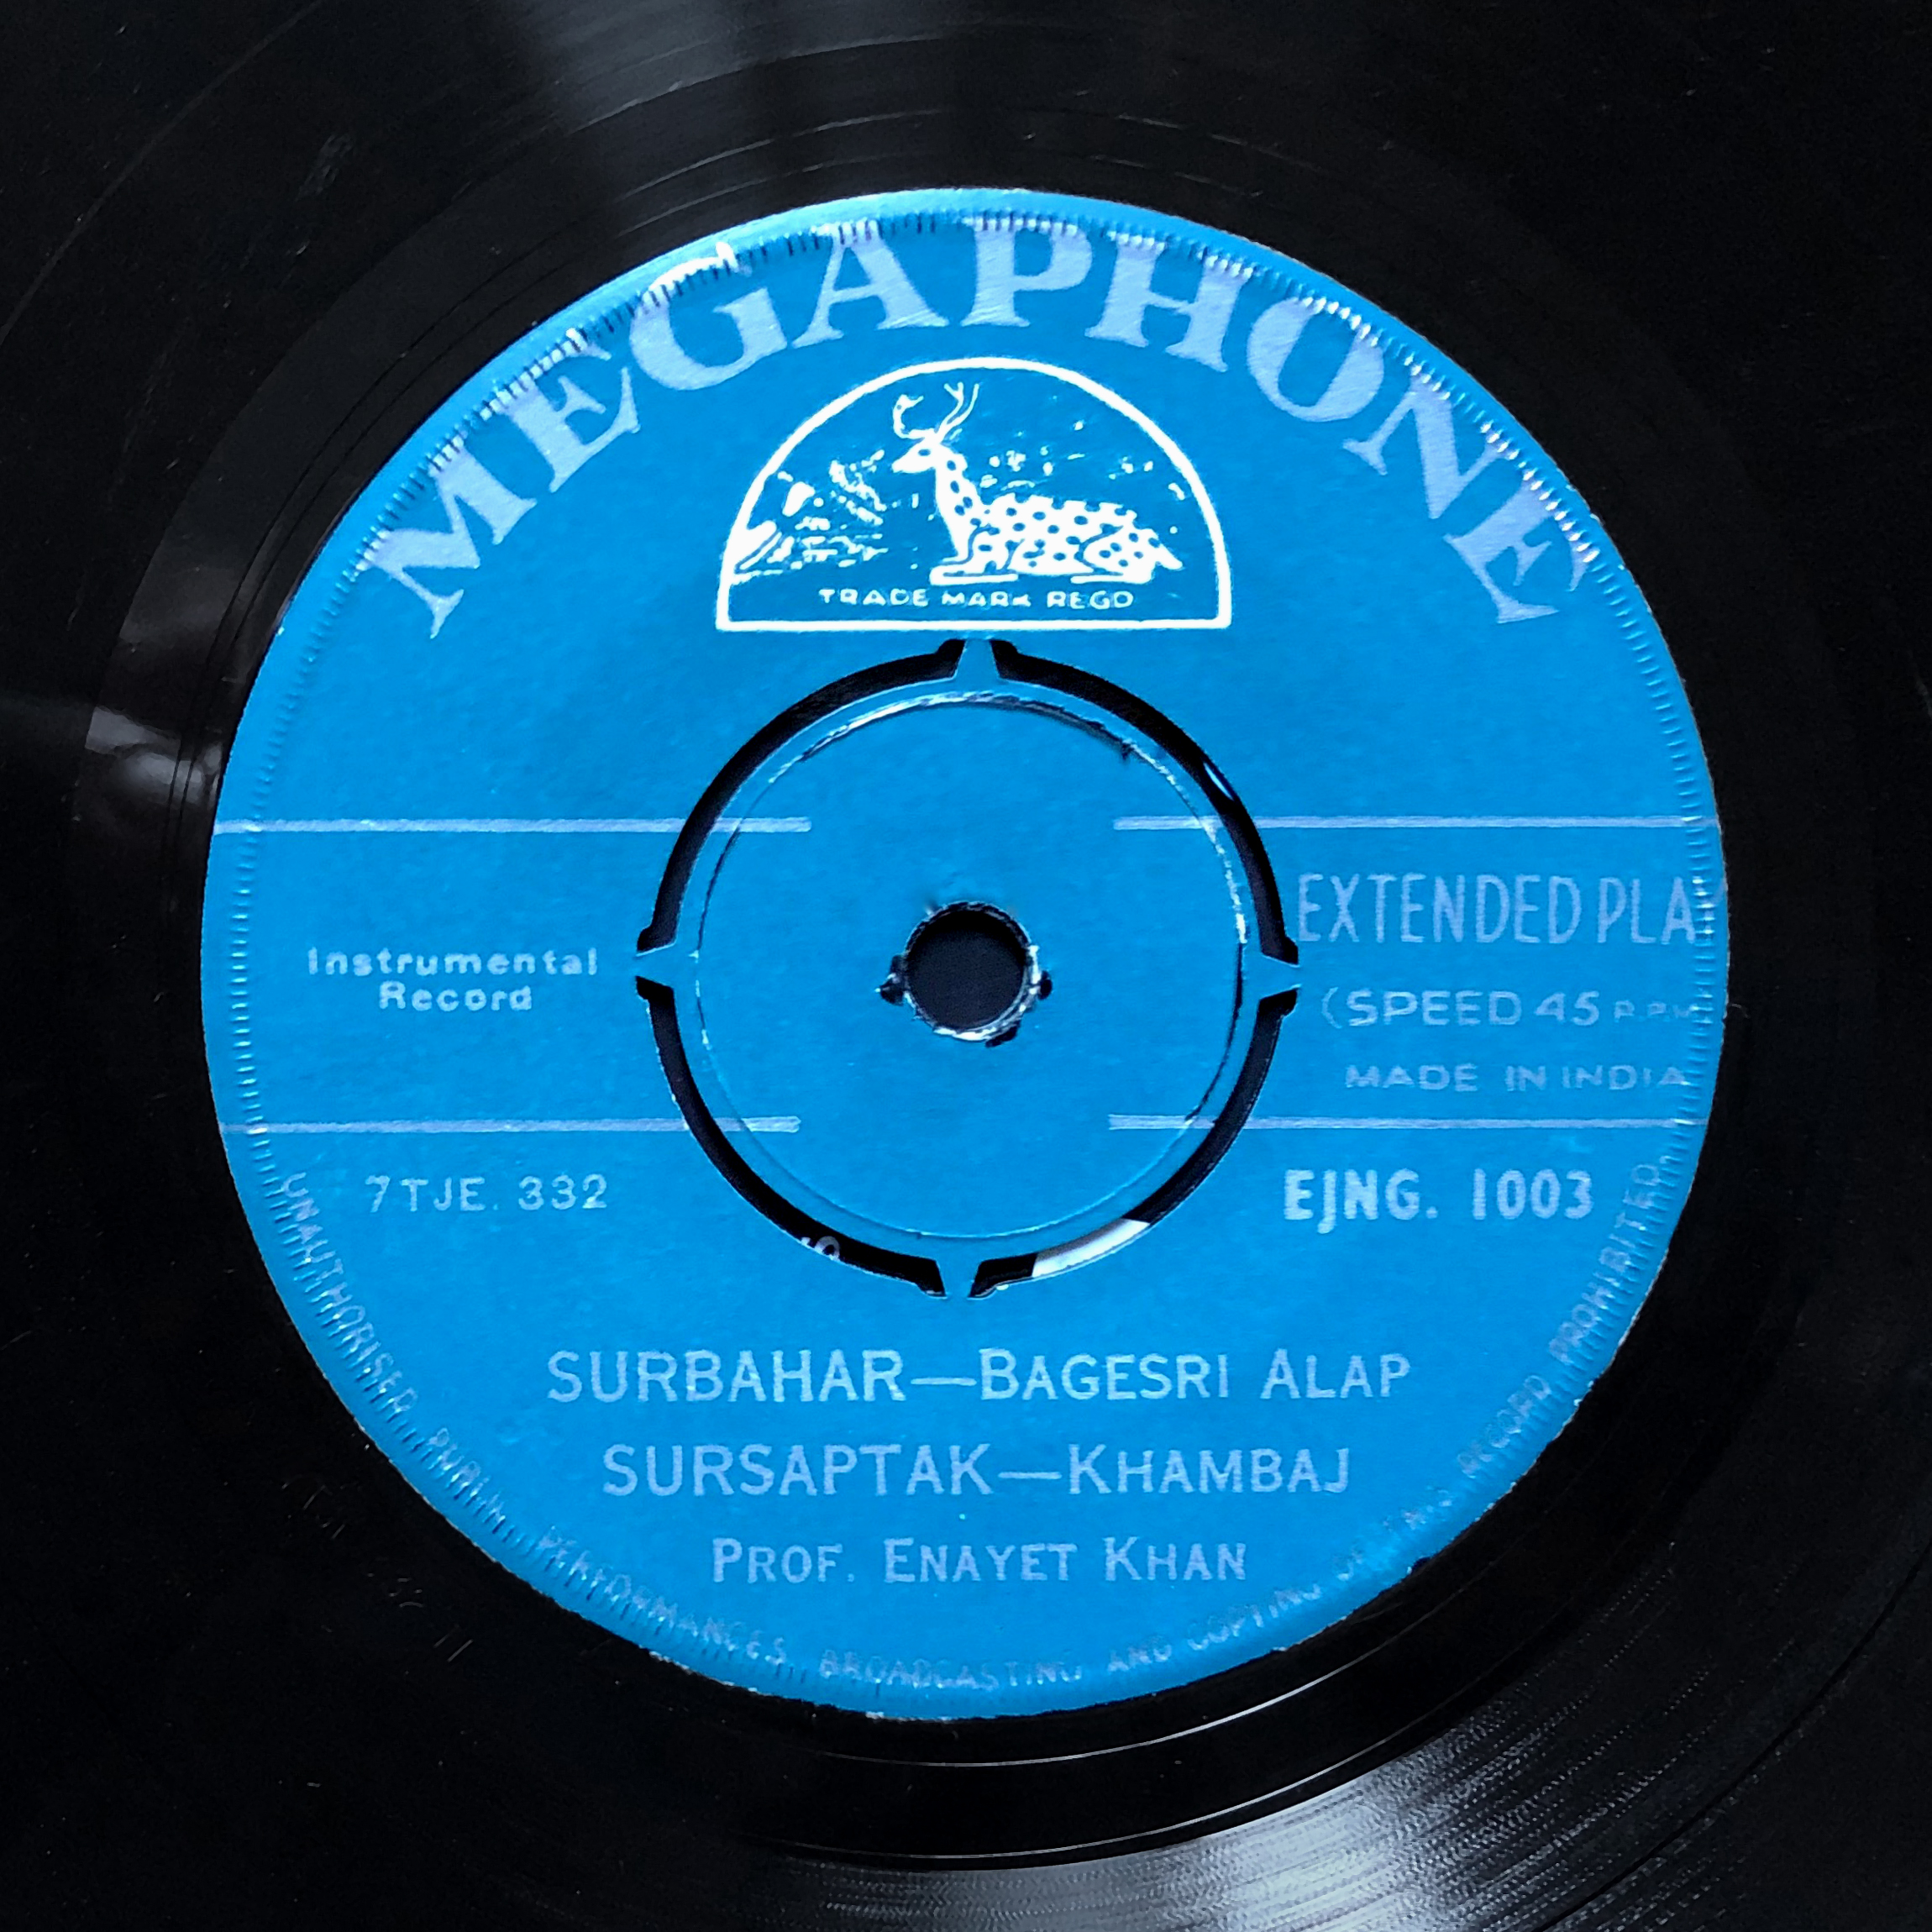 MEGAPHONE
TRADE MARK REGD
Instrumental
Record
EXTENDED PLA
(SPEED 45 R.P.M
MADE IN INDIA
7TJE. 332
EJNG. 1003
SURBAHAR—BAGESRI ALAP
SURSAPTAK—KHAMBAJ
PROF. ENAYET KHAN
UNAUTHORISED PUBLIC PERFORMANCES BROADCASTING AND COPYING OF THIS RECORD PROHIBITED